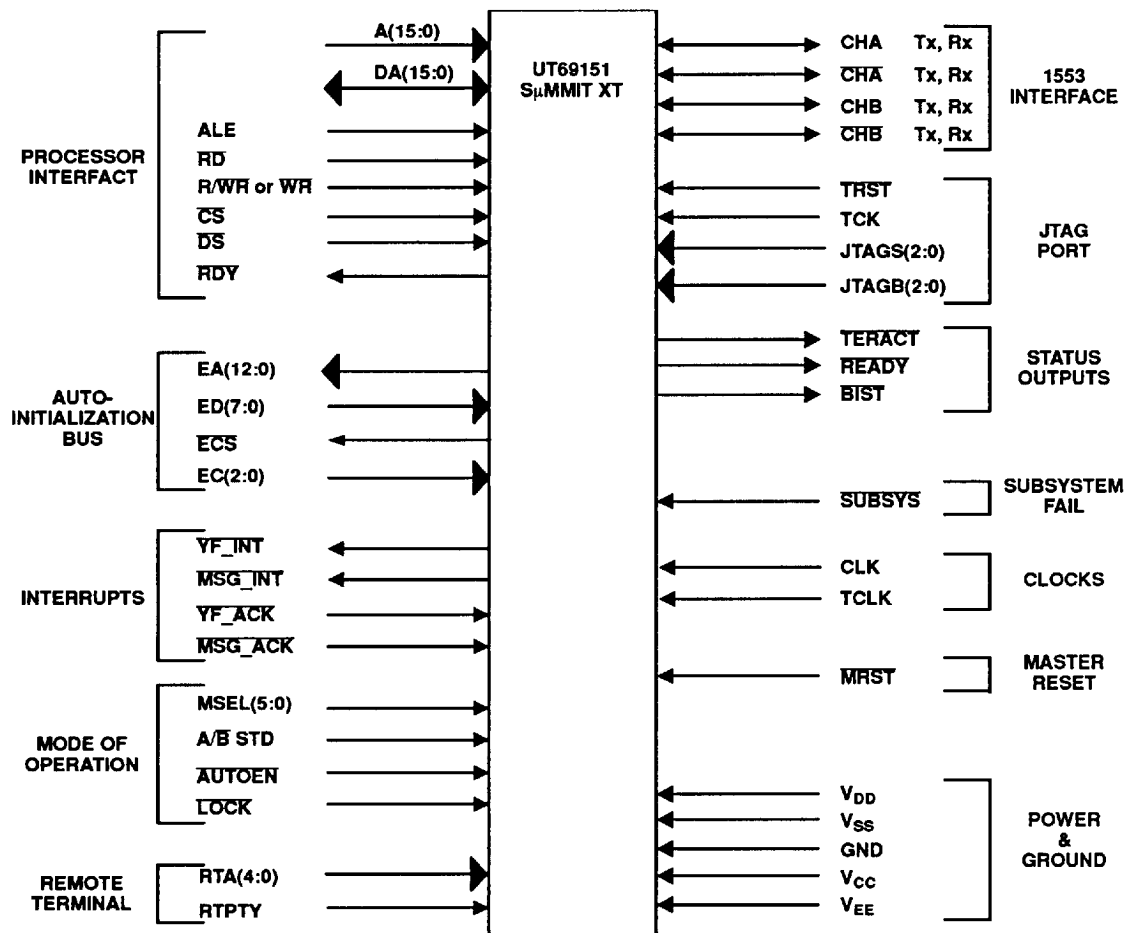 A(15:0)
DA(15:0)
ALE
RD
R/WR or WR
CS
DS
RDY
PROCESSOR
INTERFACT
EA(12:0)
ED(7:0)
ECS
EC(2:0)
AUTO-
INITIALIZATION
BUS
YF_INT
MSG_INT
YF_ACK
MSG_ACK
INTERRUPTS
MSEL(5:0)
A/B STD
AUTOEN
LOCK
MODE OF
OPERATION
RTA(4:0)
RTPTY
REMOTE
TERMINAL
UT69151
SμMMIT XT
CHA Tx, Rx
CHA Tx, Rx
CHB Tx, Rx
CHB Tx, Rx
1553
INTERFACE
TRST
TCK
JTAGS(2:0)
JTAGB(2:0)
JTAG
PORT
TERACT
READY
BIST
STATUS
OUTPUTS
SUBSYS
SUBSYSTEM
FAIL
CLK
TCLK
CLOCKS
MRST
MASTER
RESET
VDD
VSS
GND
VCC
VEE
POWER
&
GROUND